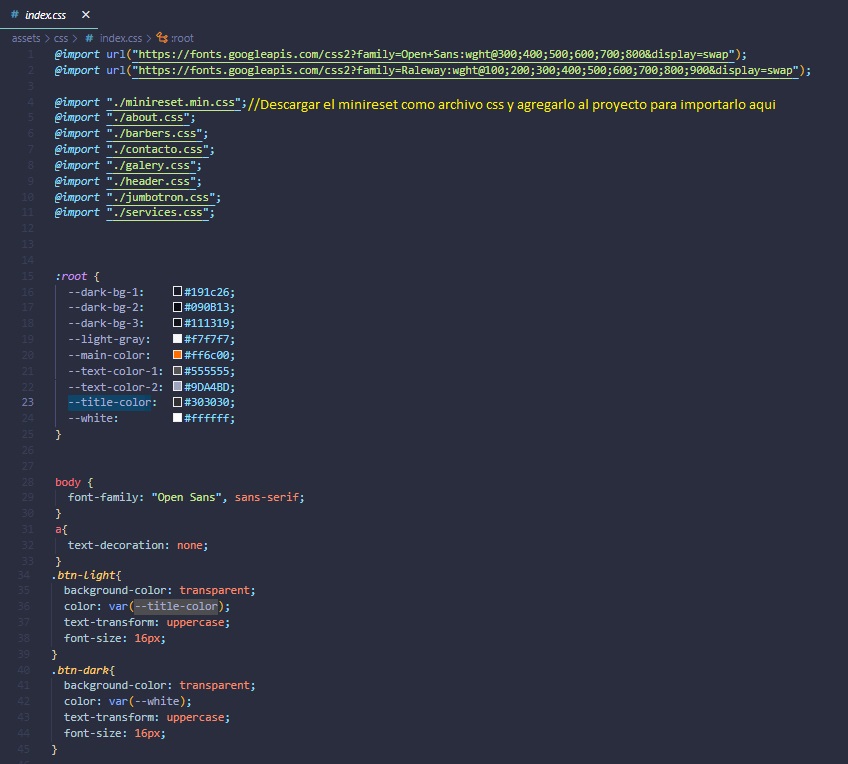 # index.css ×
assets > css > # index.css > :root
1 @import url("https://fonts.googleapis.com/css2?family=Open+Sans:wght@300;400;500;600;700;800&display=swap");
2 @import url("https://fonts.googleapis.com/css2?family=Raleway:wght@100;200;300;400;500;600;700;800;900&display=swap");
3
4 @import "./minireset.min.css";//Descargar el minireset como archivo css y agregarlo al proyecto para importarlo aqui
5 @import "./about.css";
6 @import "./barbers.css";
7 @import "./contacto.css";
8 @import "./galery.css";
9 @import "./header.css";
10 @import "./jumbotron.css";
11 @import "./services.css";
12
13
14
15 :root {
16 --dark-bg-1: #191c26;
17 --dark-bg-2: #090B13;
18 --dark-bg-3: #111319;
19 --light-gray: #f7f7f7;
20 --main-color: #ff6c00;
21 --text-color-1: #555555;
22 --text-color-2: #9DA4BD;
23 --title-color: #303030;
24 --white: #ffffff;
25 }
26
27
28 body {
29 font-family: "Open Sans", sans-serif;
30 }
31 a{
32 text-decoration: none;
33 }
34 .btn-light{
35 background-color: transparent;
36 color: var(--title-color);
37 text-transform: uppercase;
38 font-size: 16px;
39 }
40 .btn-dark{
41 background-color: transparent;
42 color: var(--white);
43 text-transform: uppercase;
44 font-size: 16px;
45 }